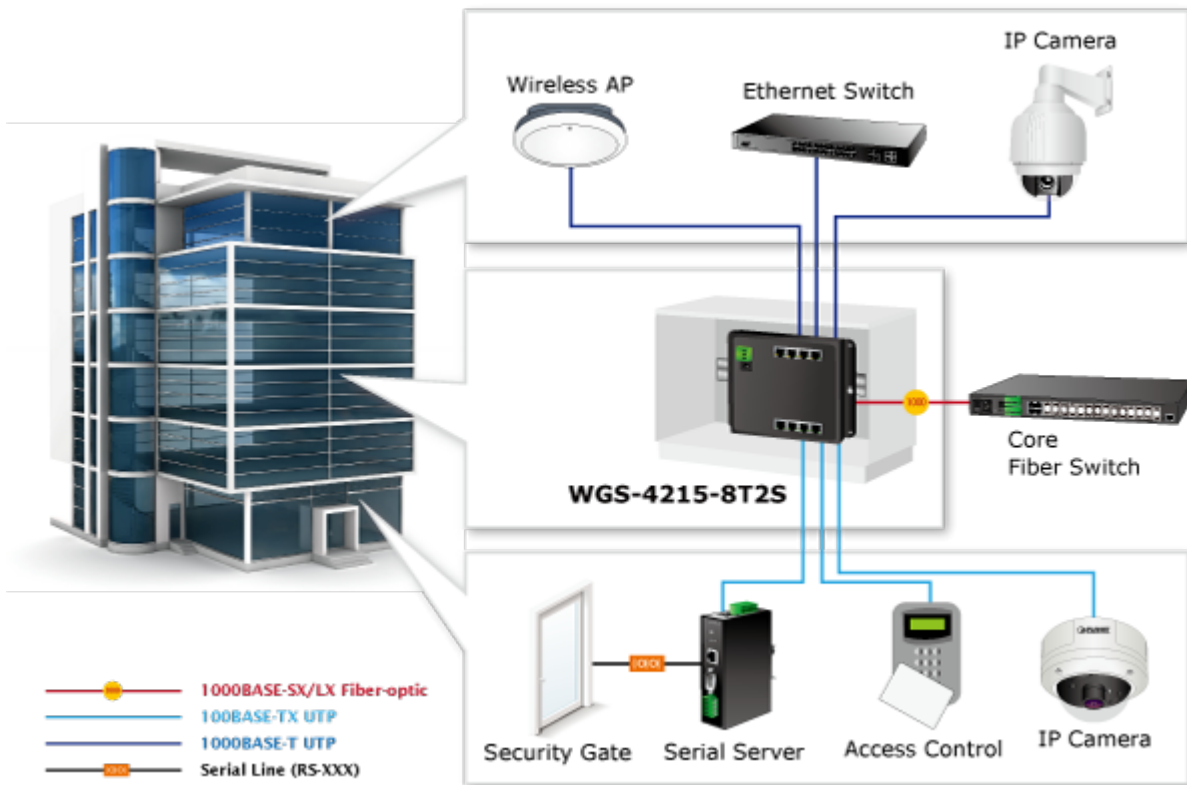 IP Camera
Wireless AP
Ethernet Switch
1000
Core
Fiber Switch
WGS-4215-8T2S
Security Gate
Serial Server
Access Control
IP Camera
1000BASE-SX/LX Fiber-optic
100BASE-TX UTP
1000BASE-T UTP
Serial Line (RS-XXX)